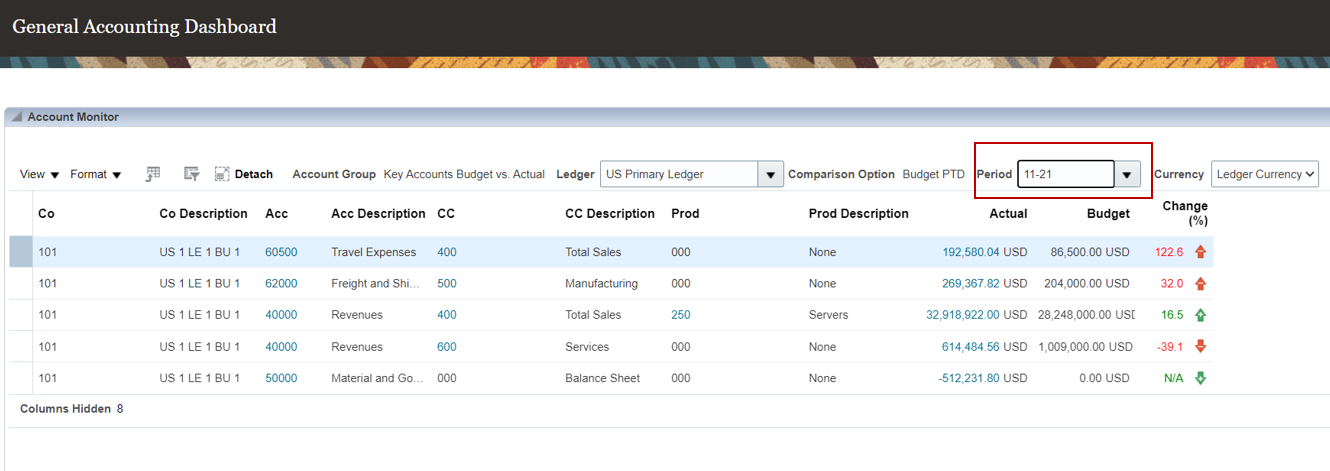 General Accounting Dashboard
Account Monitor
View Format Detach Account Group Key Accounts Budget vs. Actual Ledger US Primary Ledger Comparison Option Budget PTD Period 11-21 Currency Ledger Currency
Co Co Description Acc Acc Description CC CC Description Prod Prod Description Actual Budget Change (%)
101 US 1 LE 1 BU 1 60500 Travel Expenses 400 Total Sales 000 None 192,580.04 USD 86,500.00 USD 122.6
101 US 1 LE 1 BU 1 62000 Freight and Shi... 500 Manufacturing 000 None 269,367.82 USD 204,000.00 USD 32.0
101 US 1 LE 1 BU 1 40000 Revenues 400 Total Sales 250 Servers 32,918,922.00 USD 28,248,000.00 USD 16.5
101 US 1 LE 1 BU 1 40000 Revenues 600 Services 000 None 614,484.56 USD 1,009,000.00 USD -39.1
101 US 1 LE 1 BU 1 50000 Material and Go... 000 Balance Sheet 000 None -512,231.80 USD 0.00 USD N/A
Columns Hidden 8